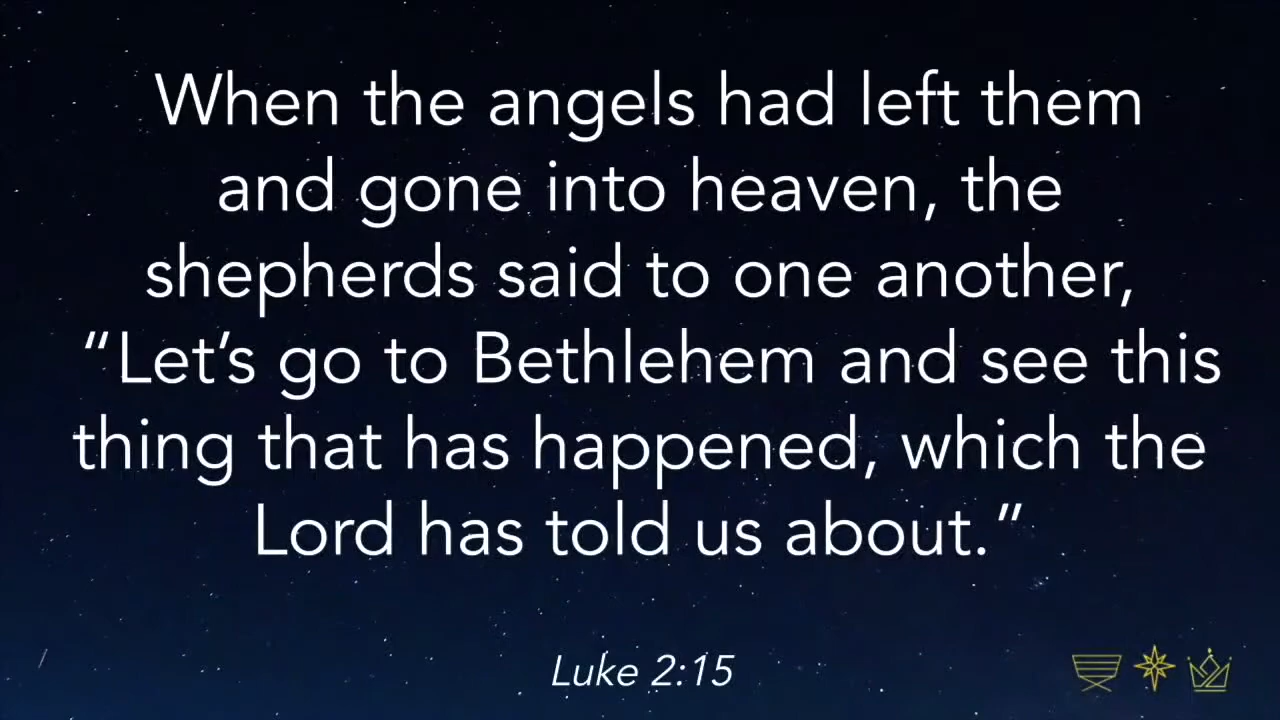 When the angels had left them
and gone into heaven, the
shepherds said to one another,
“Let’s go to Bethlehem and see this
thing that has happened, which the
Lord has told us about.”
Luke 2:15